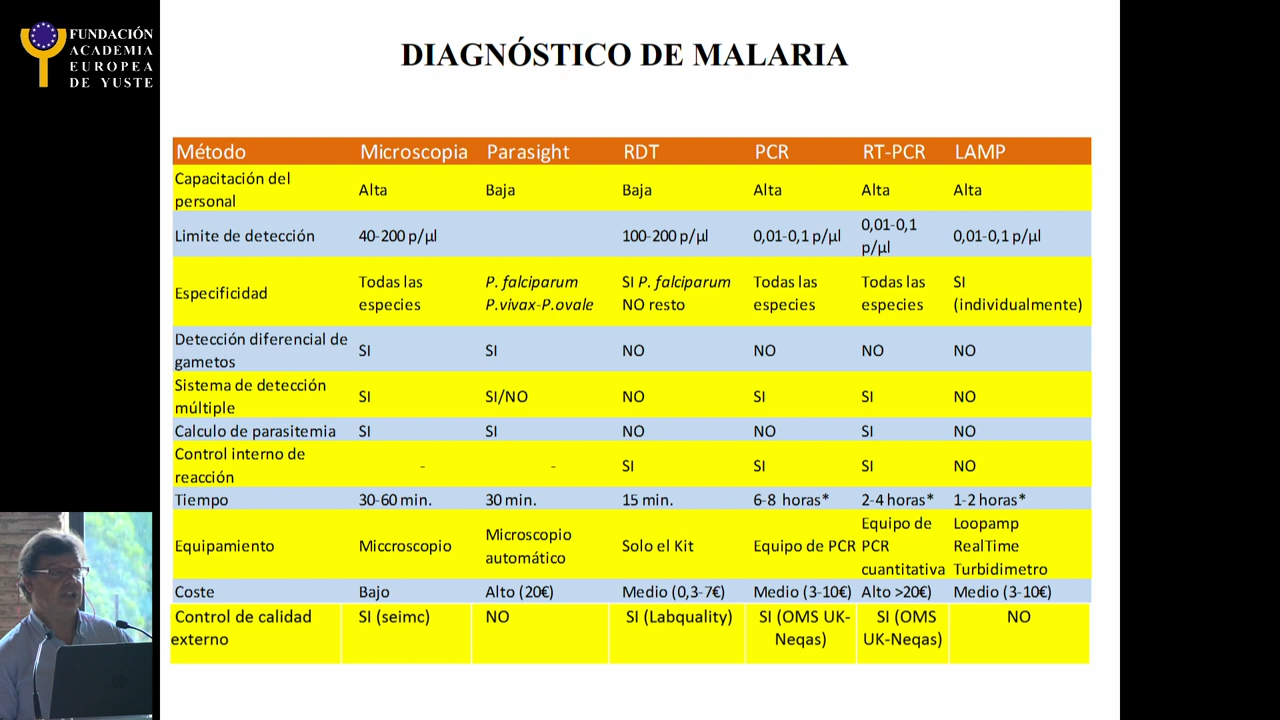 FUNDACIÓN
ACADEMIA
EUROPEA
DE YUSTE
DIAGNÓSTICO DE MALARIA
Método Microscopia Parasight RDT PCR RT-PCR LAMP
Capacitación del
personal
Alta Baja Baja Alta Alta Alta
Limite de detección 40-200 p/µl 100-200 p/µl 0,01-0,1 p/µl 0,01-0,1
p/µl
0,01-0,1 p/µl
Especificidad
Todas las
especies
P. falciparum
P.vivax-P.ovale
SI P. falciparum
NO resto
Todas las
especies
Todas las
especies
SI
(individualmente)
Detección diferencial de
gametos
SI SI NO NO NO NO
Sistema de detección
múltiple
SI SI/NO NO SI SI NO
Calculo de parasitemia SI SI NO NO SI NO
Control interno de
reacción
- - SI SI SI NO
Tiempo 30-60 min. 30 min. 15 min. 6-8 horas* 2-4 horas* 1-2 horas*
Equipamiento Miccroscopio
Microscopio
automático
Solo el Kit Equipo de PCR
Equipo de
PCR
cuantitativa
Loopamp
RealTime
Turbidimetro
Coste Bajo Alto (20€) Medio (0,3-7€) Medio (3-10€) Alto >20€) Medio (3-10€)
Control de calidad
externo
SI (seimc) NO SI (Labquality)
SI (OMS UK-
Neqas)
SI (OMS
UK-Neqas)
NO